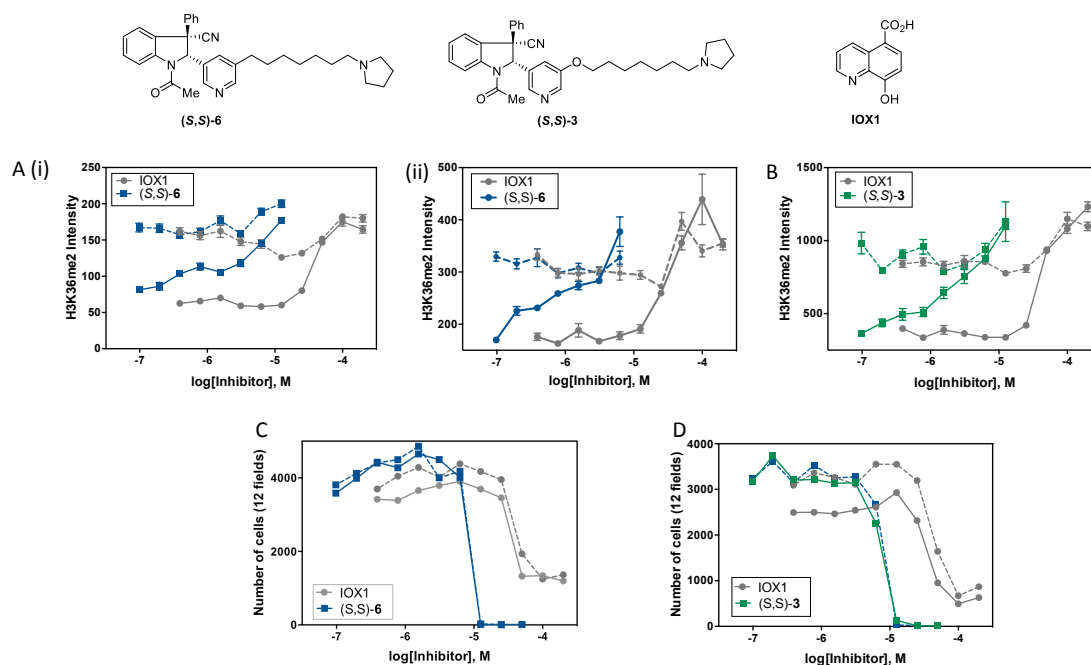 Ph
CN
N
Me
O
N
N
(S,S)-6
Ph
CN
N
Me
O
N
O
N
(S,S)-3
CO2H
N
OH
IOX1
A (i)
H3K36me2 Intensity
250
200
150
100
50
0
IOX1
(S,S)-6
-7
-6
-5
-4
log[Inhibitor], M
(ii)
H3K36me2 Intensity
500
400
300
200
IOX1
(S,S)-6
-7
-6
-5
-4
log[Inhibitor], M
B
H3K36me2 Intensity
1500
1000
500
IOX1
(S,S)-3
-7
-6
-5
-4
log[Inhibitor], M
C
Number of cells (12 fields)
4000
2000
0
IOX1
(S,S)-6
-7
-6
-5
-4
log[Inhibitor], M
D
Number of cells (12 fields)
4000
3000
2000
1000
0
IOX1
(S,S)-3
-7
-6
-5
-4
log[Inhibitor], M